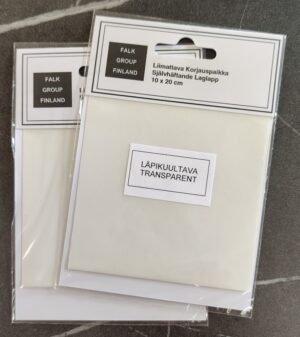 FALK
GROUP
FINLAND
Liimattava Korjauspaikka
Självhäftande Laglapp
10 x 20 cm
LÄPIKUULTAVA
TRANSPARENT
FALK
GROUP
FINLAND